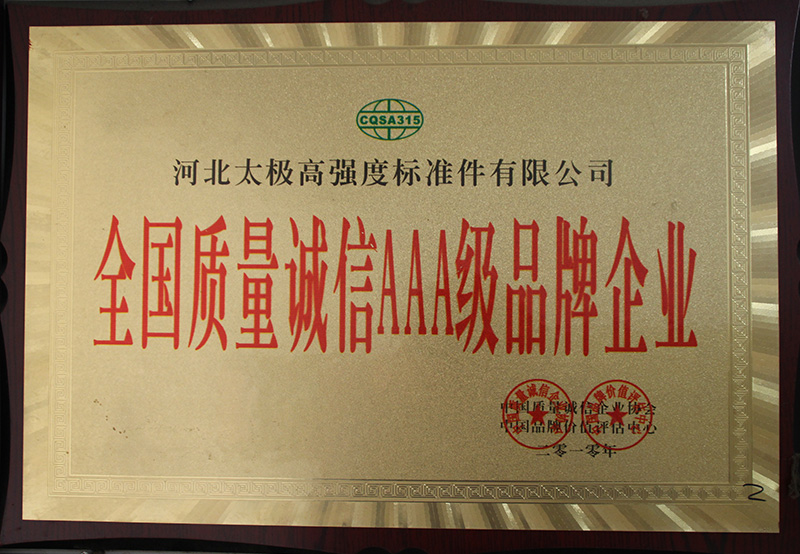 CQSA315
河北太极高强度标准件有限公司
全国质量诚信AAA级品牌企业
中国质量诚信企业协会
中国品牌价值评估中心
二零一零年
2